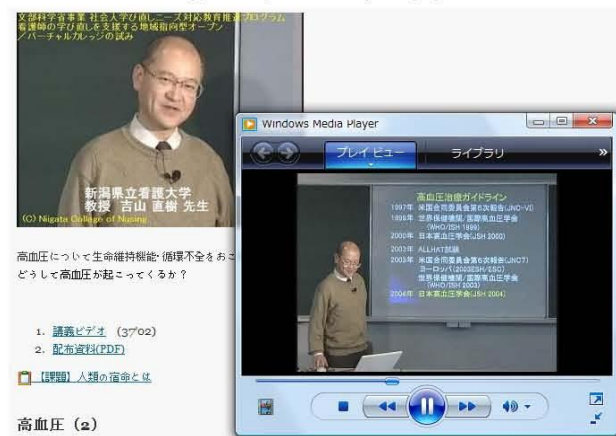 文部科学省事業 社会人学び直しニーズ対応教育推進プログラム
看護師の学び直しを支援する地域指向型オープン
／バーチャルカレッジの試み
新潟県立看護大学
教授 吉山 直樹 先生
(C) Niigata College of Nursing
高血圧について生命維持機能・循環不全をおこ
どうして高血圧が起こってくるか？
1. 講義ビデオ (37'02)
2. 配布資料(PDF)
【課題】人類の宿命とは
高血圧（2）
Windows Media Player
プレイ ビュー
ライブラリ
»
高血圧治療ガイドライン
1997年 米国合同委員会第6次報告(JNC-VI)
1999年 世界保健機関/国際高血圧学会
(WHO/ISH 1999)
2000年 日本高血圧学会(JSH 2000)
2002年 ALLHAT試験
2003年 米国合同委員会第7次報告(JNC7)
ヨーロッパ(2003ESH/ESC)
世界保健機関/国際高血圧学会
(WHO/ISH 2003)
2004年 日本高血圧学会(JSH 2004)